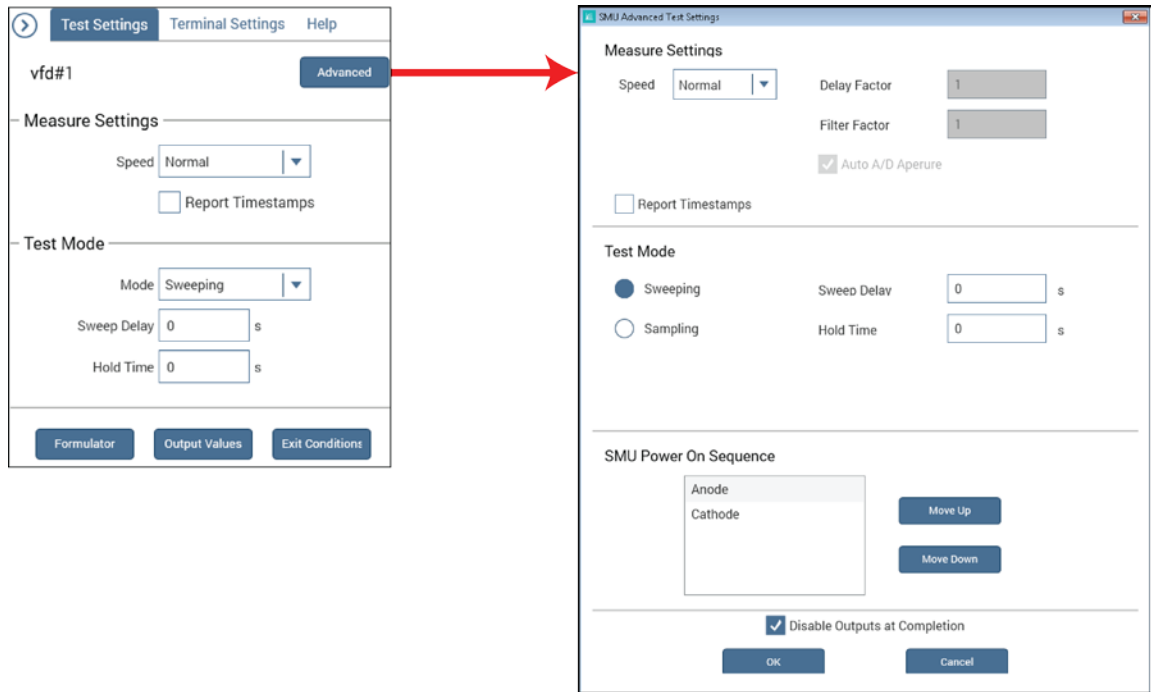 Test Settings Terminal Settings Help
vfd#1 Advanced
Measure Settings
Speed Normal
Report Timestamps
Test Mode
Mode Sweeping
Sweep Delay 0 s
Hold Time 0 s
Formulator Output Values Exit Conditions
SMU Advanced Test Settings
Measure Settings
Speed Normal Delay Factor 1
Filter Factor 1
Auto A/D Aperure
Report Timestamps
Test Mode
Sweeping Sweep Delay 0 s
Sampling Hold Time 0 s
SMU Power On Sequence
Anode
Cathode
Move Up
Move Down
Disable Outputs at Completion
OK Cancel